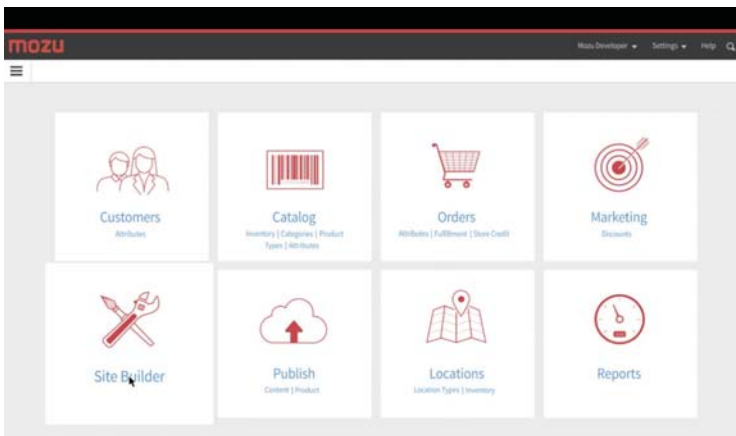 mozu
Mozu Developer Settings Help
Customers
Attributes
Catalog
Inventory | Categories | Product
Types | Attributes
Orders
Attributes | Fulfillment | Store Credit
Marketing
Discounts
Site Builder
Publish
Content | Product
Locations
Location Types | Inventory
Reports